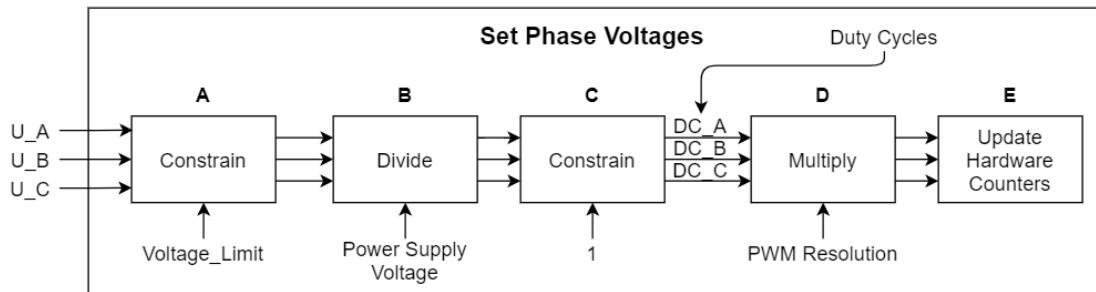 Set Phase Voltages
Duty Cycles
A
B
C
D
E
U_A
U_B
U_C
Constrain
Divide
Constrain
DC_A
DC_B
DC_C
Multiply
Update
Hardware
Counters
Voltage_Limit
Power Supply
Voltage
1
PWM Resolution